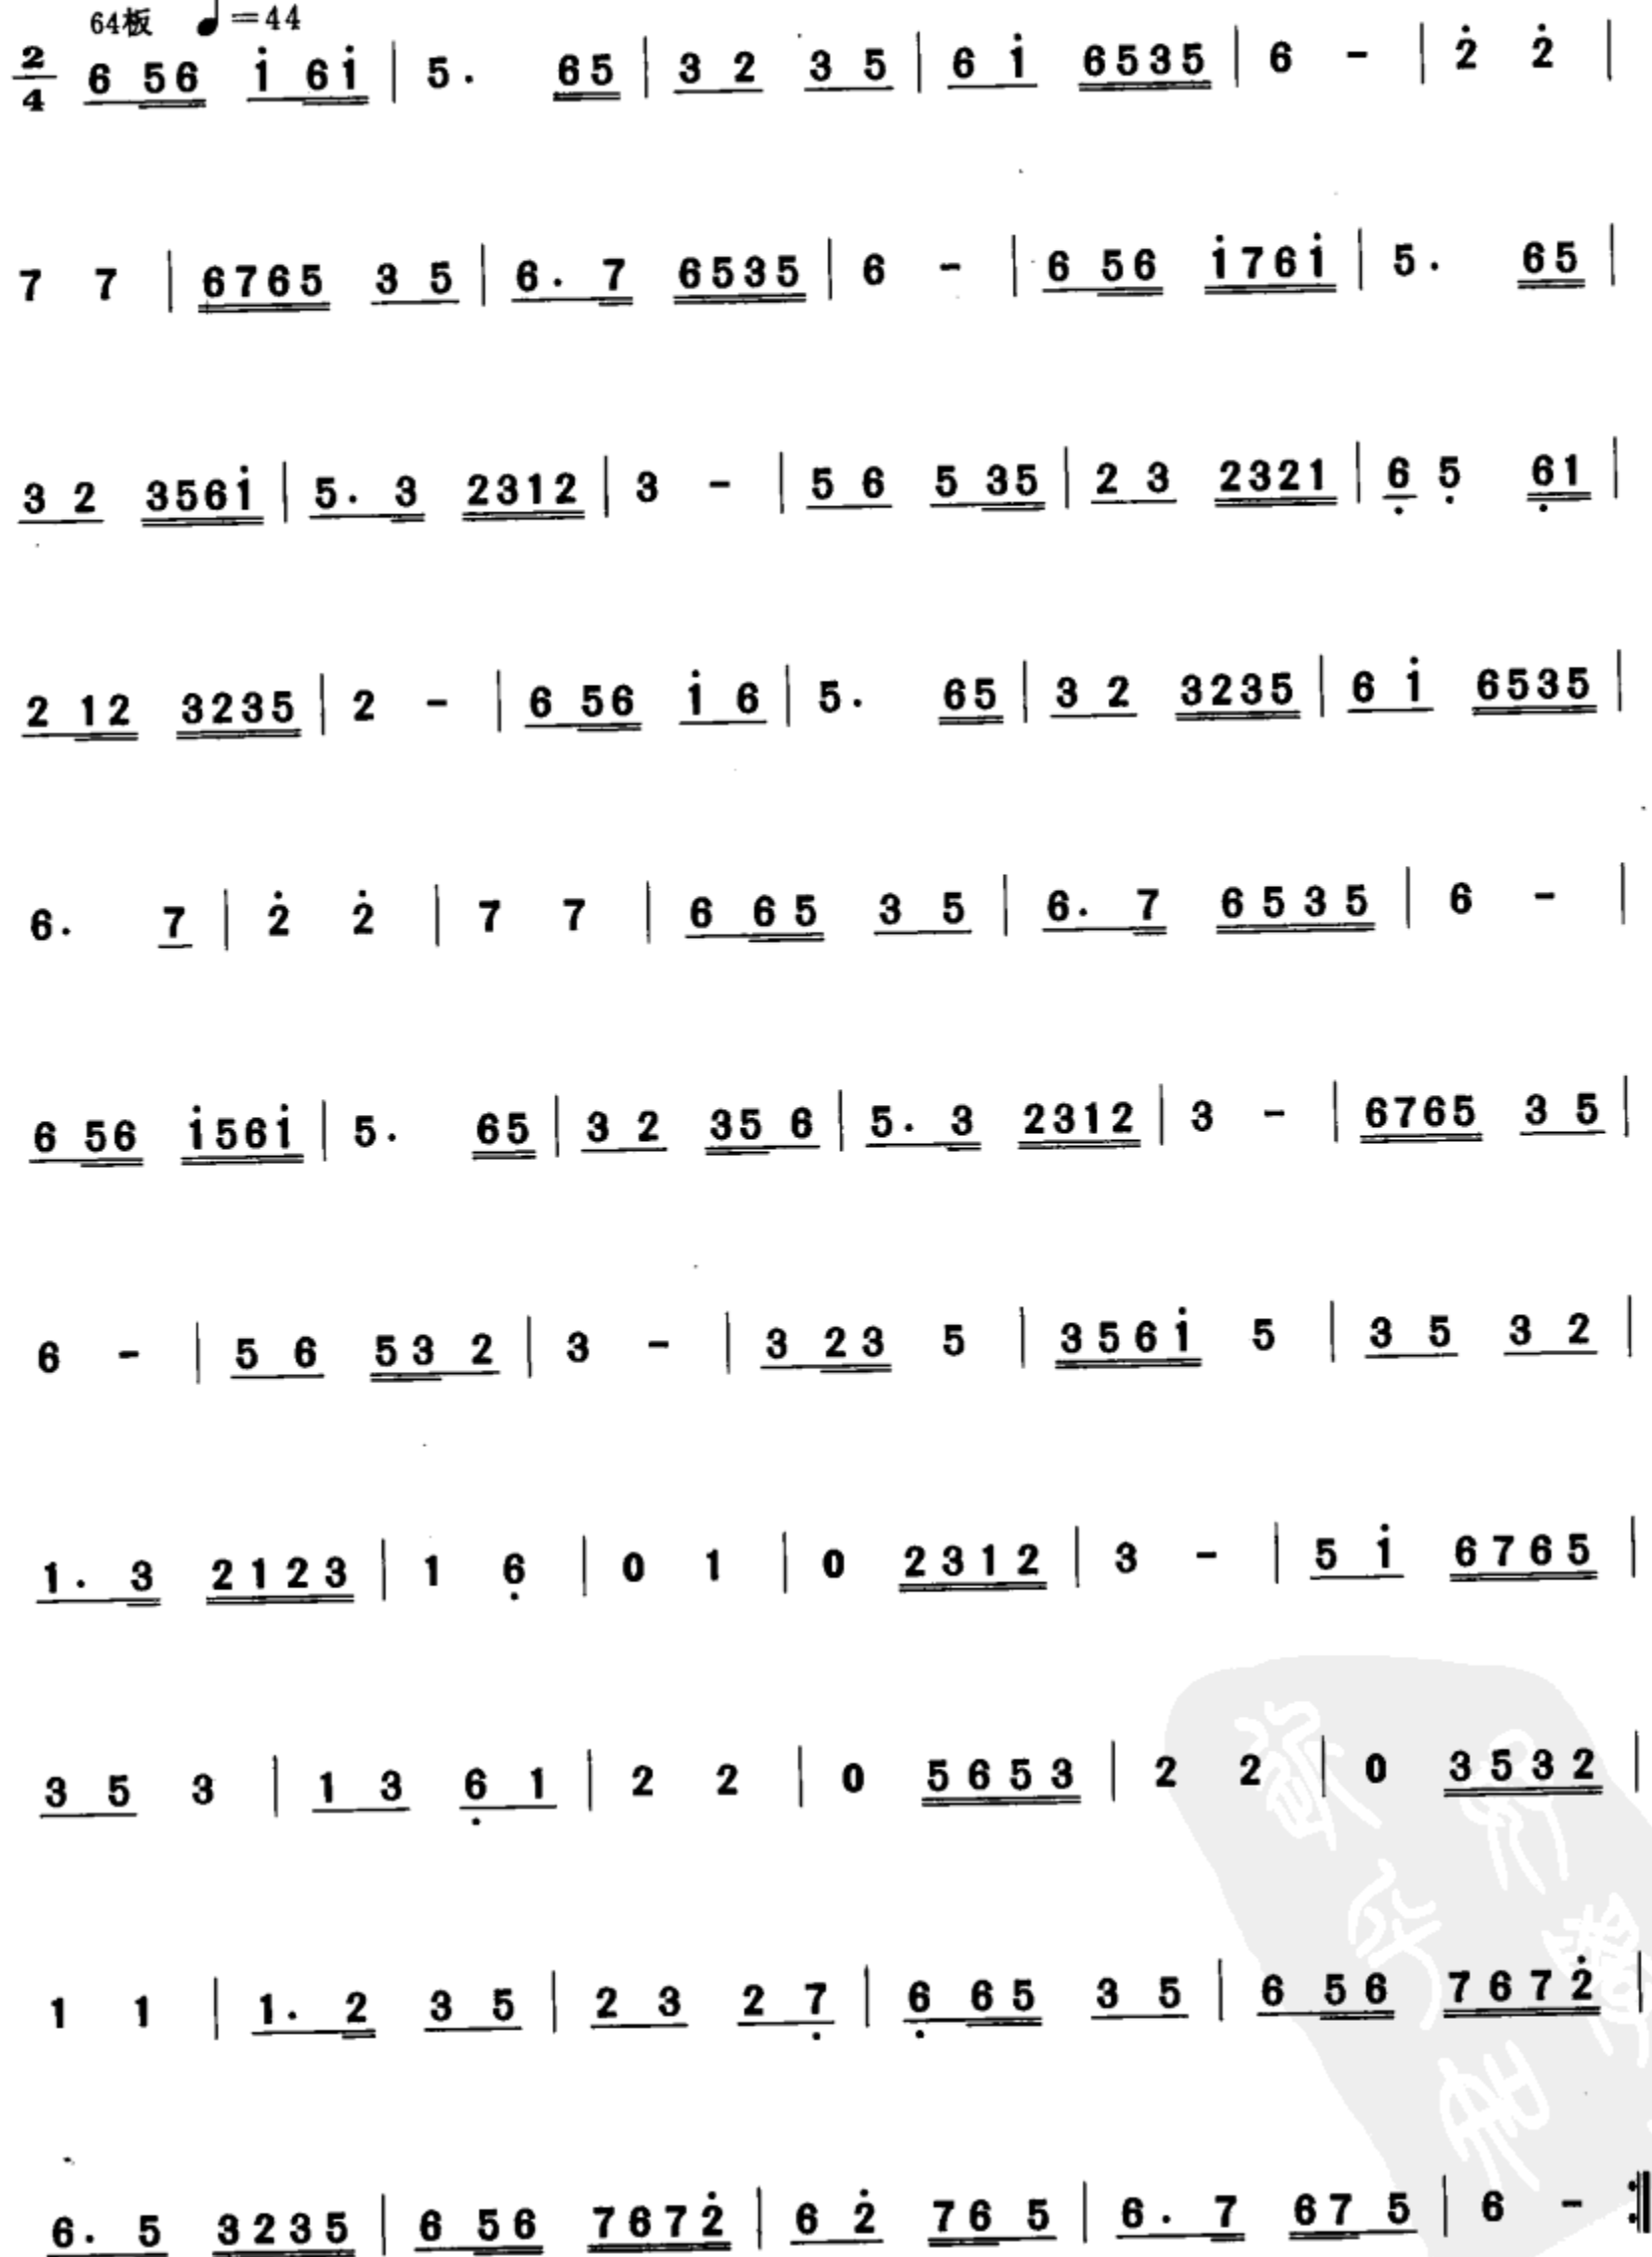 64板 ♩=44
2/4 6 56 i 6i | 5. 65 | 3 2 3 5 | 6 i 6535 | 6 - | 2̇ 2̇ |
7 7 | 6765 3 5 | 6. 7 6535 | 6 - | 6 56 i76i | 5. 65 |
3 2 356i | 5. 3 2312 | 3 - | 5 6 5 35 | 2 3 2321 | 6̣ 5̣ 6̣1 |
2 12 3235 | 2 - | 6 56 i 6 | 5. 65 | 3 2 3235 | 6 i 6535 |
6. 7 | 2̇ 2̇ | 7 7 | 6 65 3 5 | 6. 7 6535 | 6 - |
6 56 i56i | 5. 65 | 3 2 35 6 | 5. 3 2312 | 3 - | 6765 3 5 |
6 - | 5 6 53 2 | 3 - | 3 23 5 | 356i 5 | 3 5 3 2 |
1. 3 2123 | 1 6̣ | 0 1 | 0 2312 | 3 - | 5 i 6765 |
3 5 3 | 1 3 6̣ 1 | 2 2 | 0 5653 | 2 2 | 0 3532 |
1 1 | 1. 2 3 5 | 2 3 2 7̣ | 6̣ 65 3 5 | 6 56 7672̇ |
6. 5 3235 | 6 56 7672̇ | 6 2̇ 76 5 | 6. 7 67 5 | 6 - :‖